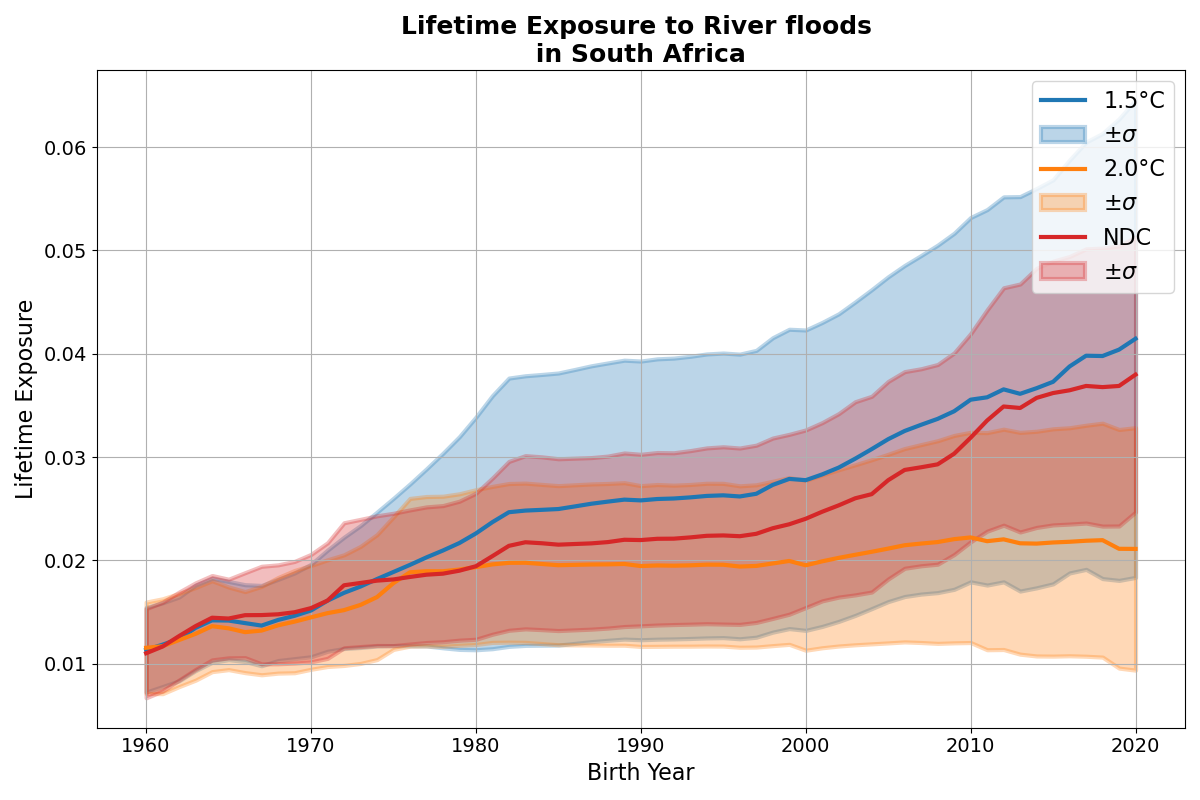 Lifetime Exposure to River floods
in South Africa
1.5°C
±σ
2.0°C
±σ
NDC
±σ
0.06
0.05
0.04
0.03
0.02
0.01
Lifetime Exposure
1960 1970 1980 1990 2000 2010 2020
Birth Year